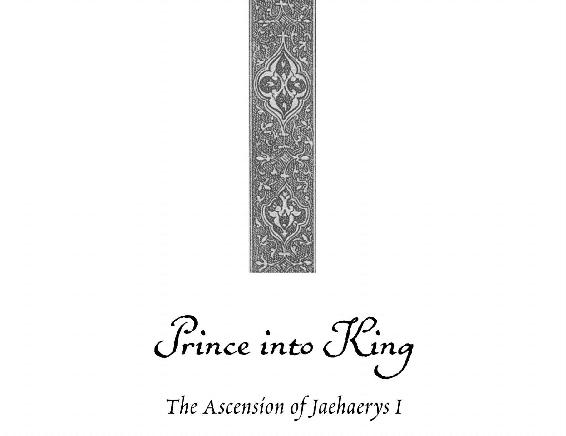 Prince into King
The Ascension of Jaehaerys I